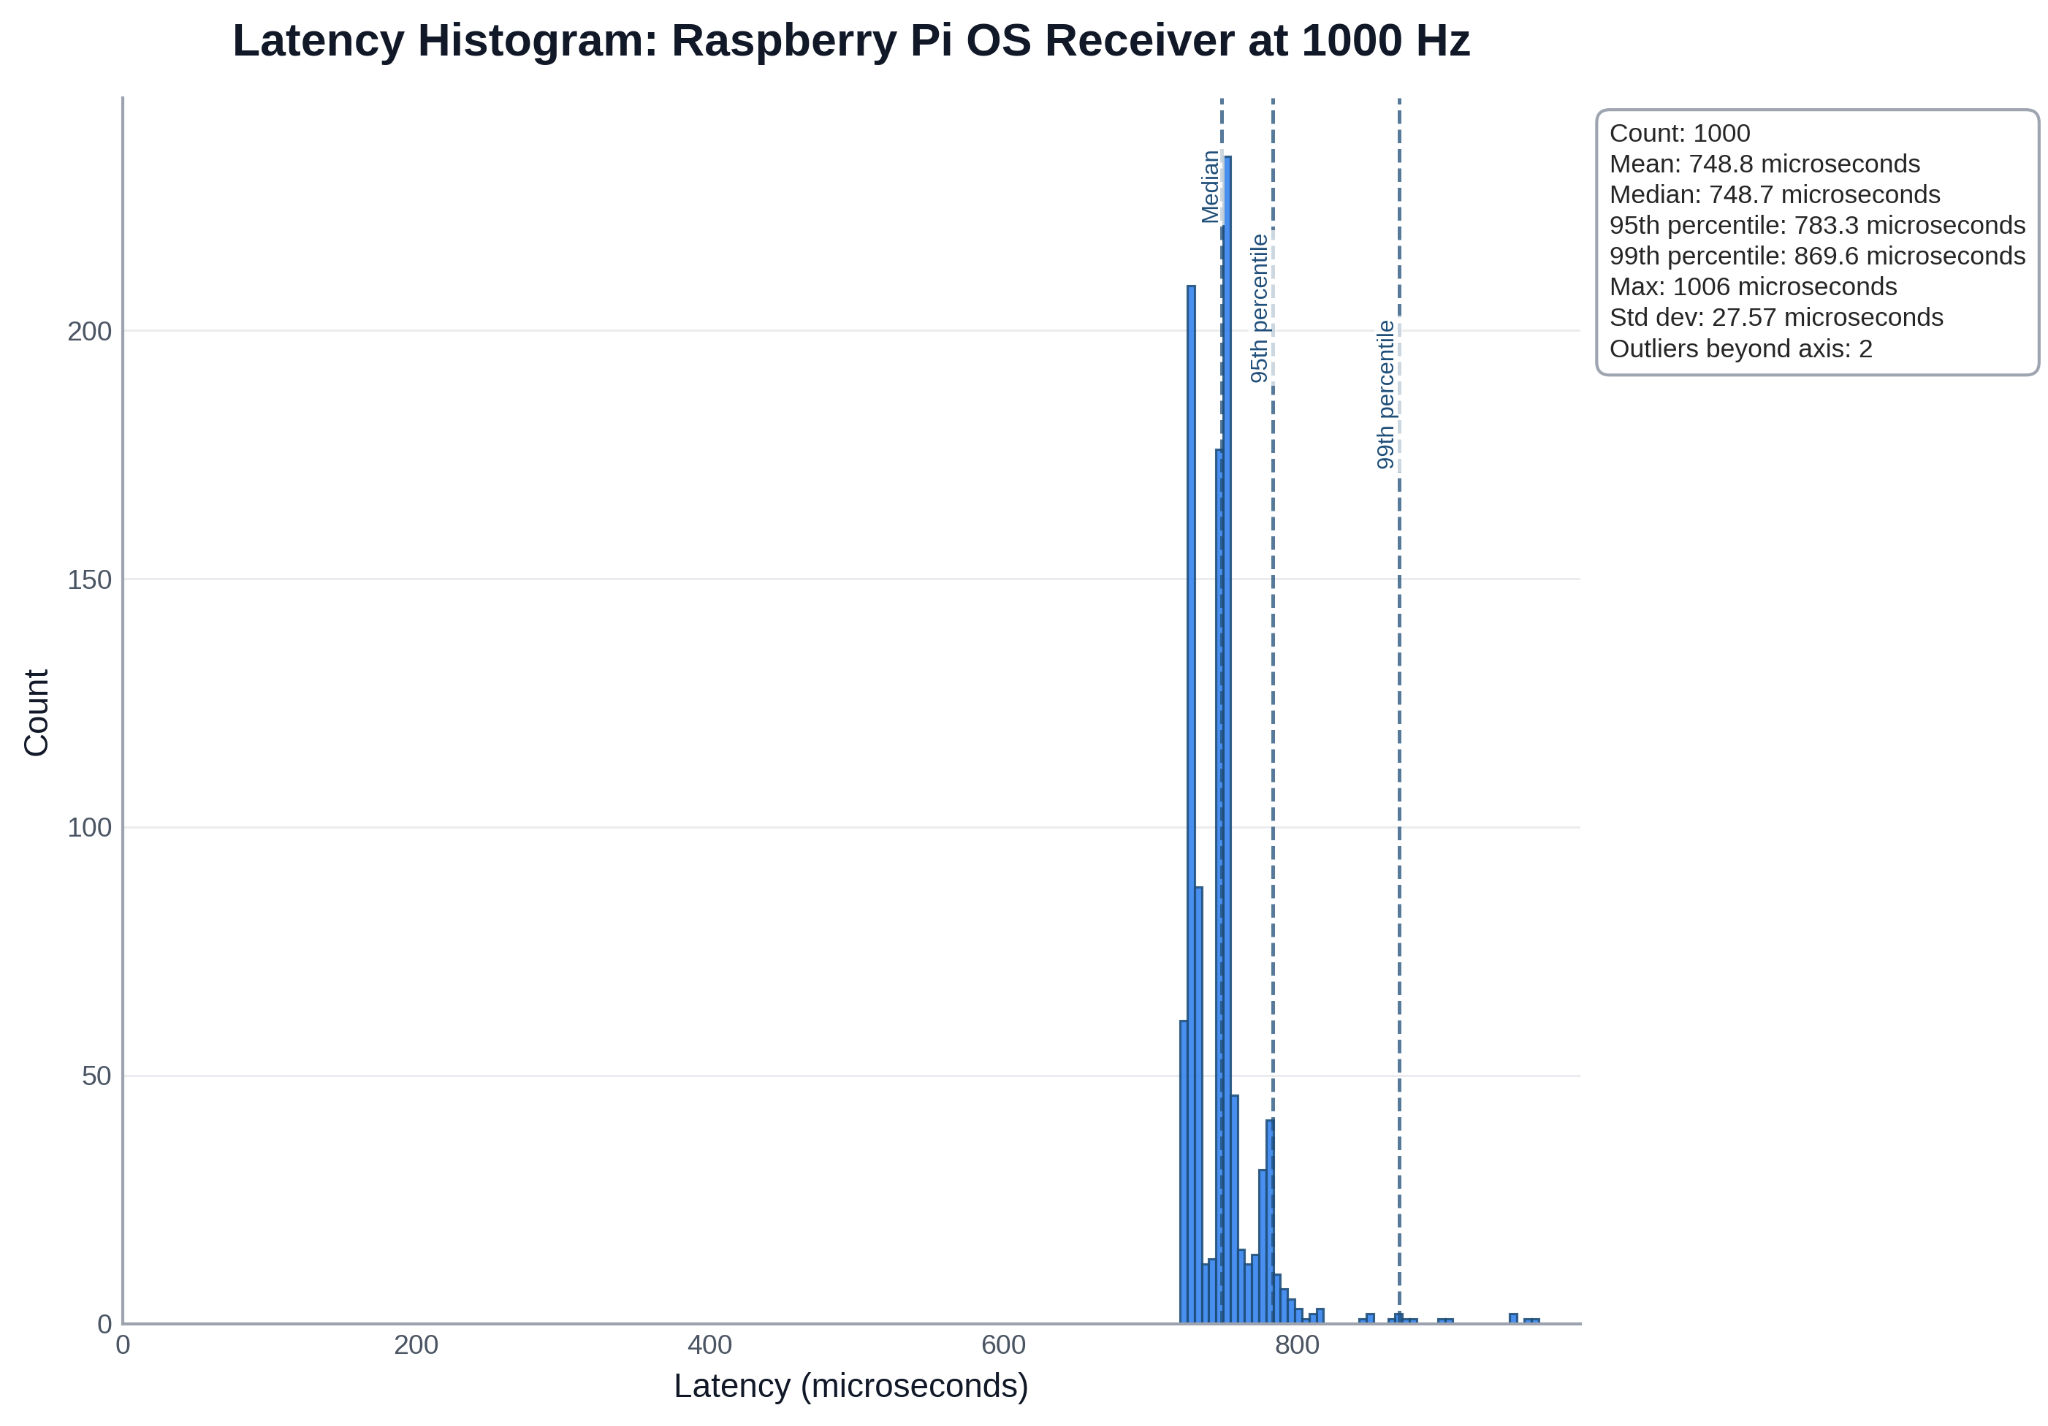 Latency Histogram: Raspberry Pi OS Receiver at 1000 Hz
Count: 1000
Mean: 748.8 microseconds
Median: 748.7 microseconds
95th percentile: 783.3 microseconds
99th percentile: 869.6 microseconds
Max: 1006 microseconds
Std dev: 27.57 microseconds
Outliers beyond axis: 2
Median
95th percentile
99th percentile
Count
200
150
100
50
0
0 200 400 600 800
Latency (microseconds)